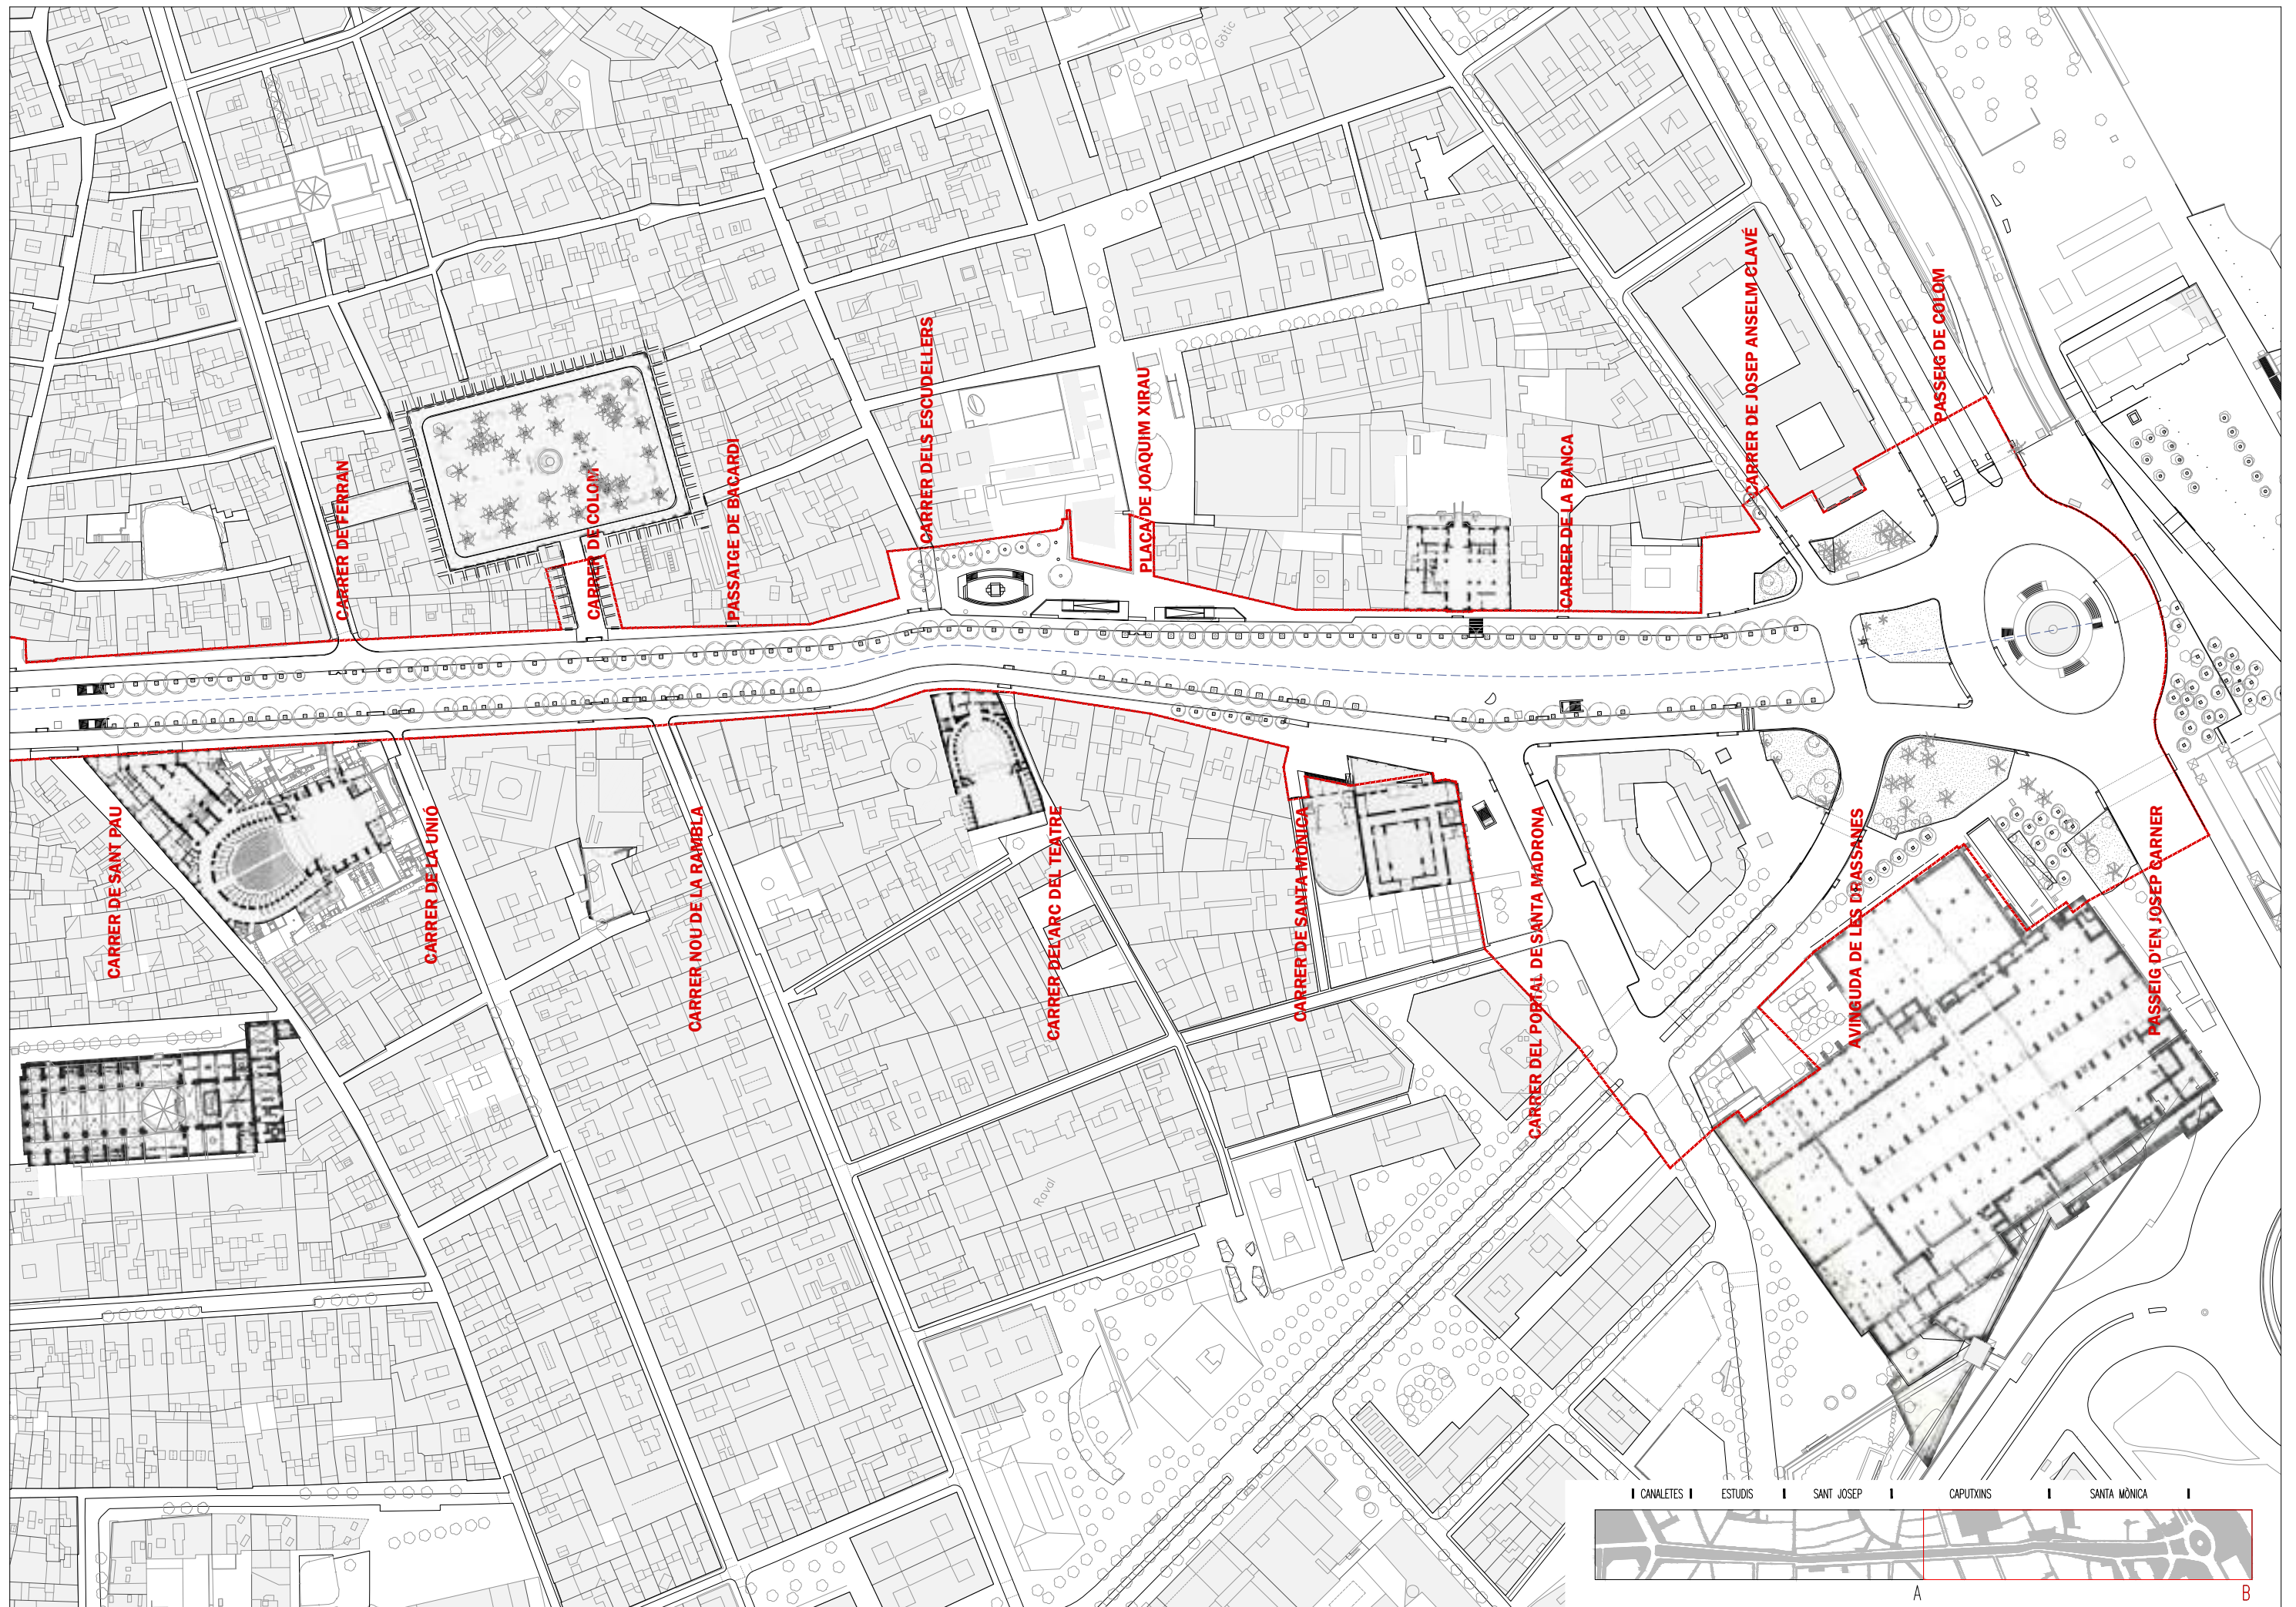 Gòtic
CARRER DE FERRAN
CARRER DE COLOM
PASSATGE DE BACARDI
CARRER DELS ESCUDELLERS
PLAÇA DE JOAQUIM XIRAU
CARRER DE LA BANCA
CARRER DE JOSEP ANSELM CLAVÉ
PASSEIG DE COLOM
CARRER DE SANT PAU
CARRER DE LA UNIÓ
CARRER NOU DE LA RAMBLA
CARRER DE L'ARC DEL TEATRE
CARRER DE SANTA MÒNICA
CARRER DEL PORTAL DE SANTA MADRONA
AVINGUDA DE LES DRASSANES
PASSEIG D'EN JOSEP CARNER
Raval
CANALETES ESTUDIS SANT JOSEP CAPUTXINS SANTA MÒNICA
A B